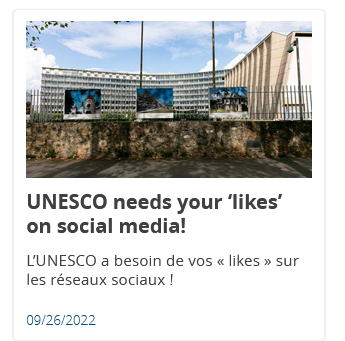 UNESCO needs your ‘likes’
on social media!
L’UNESCO a besoin de vos « likes » sur
les réseaux sociaux !
09/26/2022